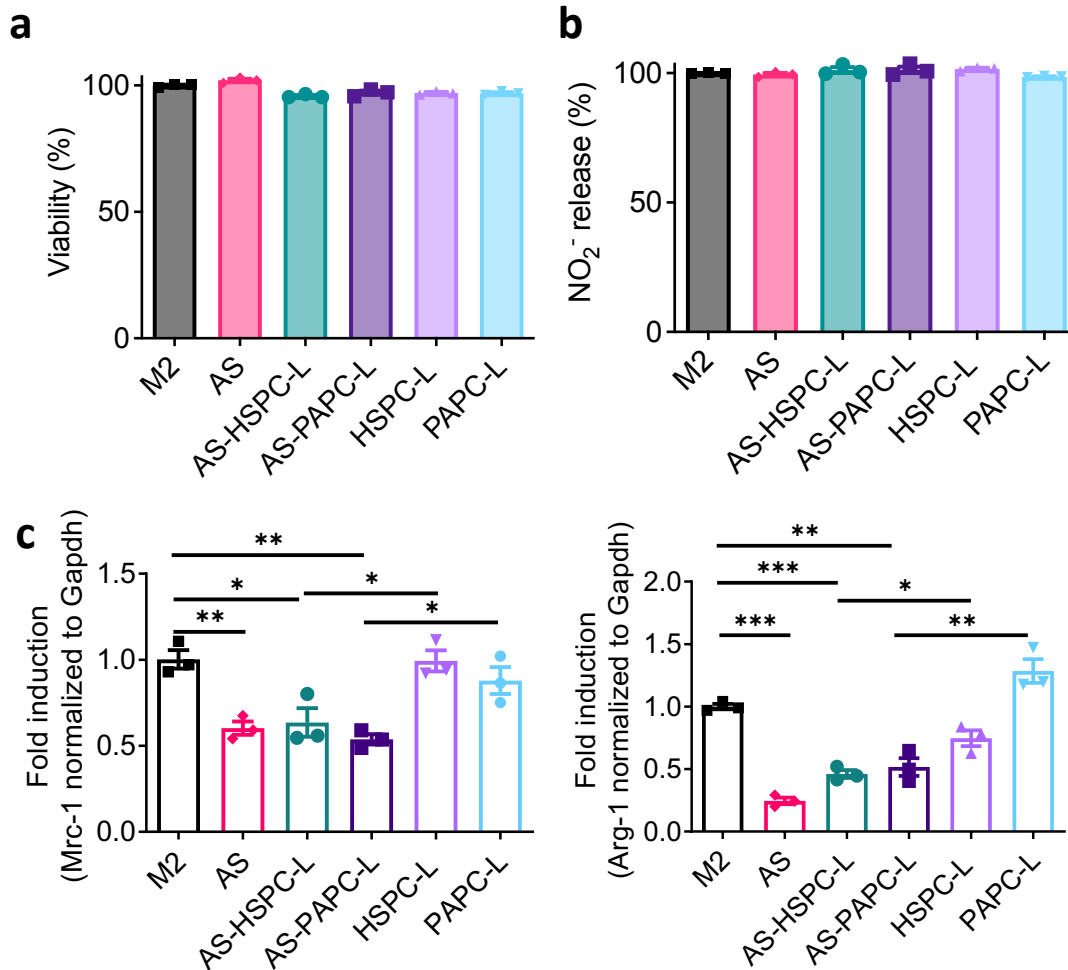 a
Viability (%)
100
50
0
M2
AS
AS-HSPC-L
AS-PAPC-L
HSPC-L
PAPC-L
b
NO₂⁻ release (%)
100
50
0
M2
AS
AS-HSPC-L
AS-PAPC-L
HSPC-L
PAPC-L
c
Fold induction
(Mrc-1 normalized to Gapdh)
1.5
1.0
0.5
0.0
**
*
*
**
*
M2
AS
AS-HSPC-L
AS-PAPC-L
HSPC-L
PAPC-L
Fold induction
(Arg-1 normalized to Gapdh)
2.0
1.5
1.0
0.5
0.0
**
***
*
***
**
M2
AS
AS-HSPC-L
AS-PAPC-L
HSPC-L
PAPC-L